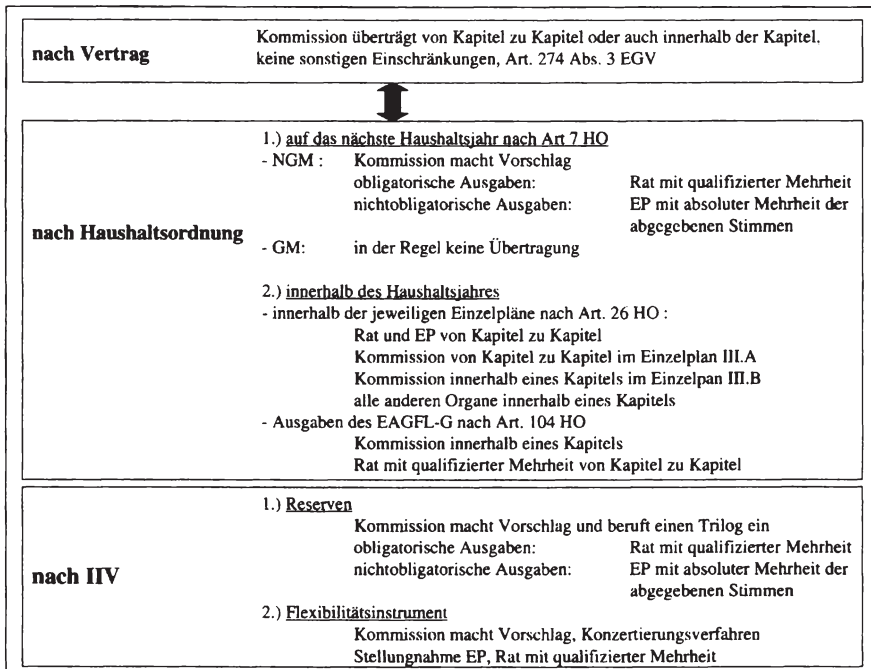 nach Vertrag
Kommission überträgt von Kapitel zu Kapitel oder auch innerhalb der Kapitel.
keine sonstigen Einschränkungen, Art. 274 Abs. 3 EGV
nach Haushaltsordnung
1.) auf das nächste Haushaltsjahr nach Art 7 HO
- NGM : Kommission macht Vorschlag
obligatorische Ausgaben: Rat mit qualifizierter Mehrheit
nichtobligatorische Ausgaben: EP mit absoluter Mehrheit der
abgegebenen Stimmen
- GM: in der Regel keine Übertragung
2.) innerhalb des Haushaltsjahres
- innerhalb der jeweiligen Einzelpläne nach Art. 26 HO :
Rat und EP von Kapitel zu Kapitel
Kommission von Kapitel zu Kapitel im Einzelplan III.A
Kommission innerhalb eines Kapitels im Einzelpan III.B
alle anderen Organe innerhalb eines Kapitels
- Ausgaben des EAGFL-G nach Art. 104 HO
Kommission innerhalb eines Kapitels
Rat mit qualifizierter Mehrheit von Kapitel zu Kapitel
nach IIV
1.) Reserven
Kommission macht Vorschlag und beruft einen Trilog ein
obligatorische Ausgaben: Rat mit qualifizierter Mehrheit
nichtobligatorische Ausgaben: EP mit absoluter Mehrheit der
abgegebenen Stimmen
2.) Flexibilitätsinstrument
Kommission macht Vorschlag, Konzertierungsverfahren
Stellungnahme EP, Rat mit qualifizierter Mehrheit